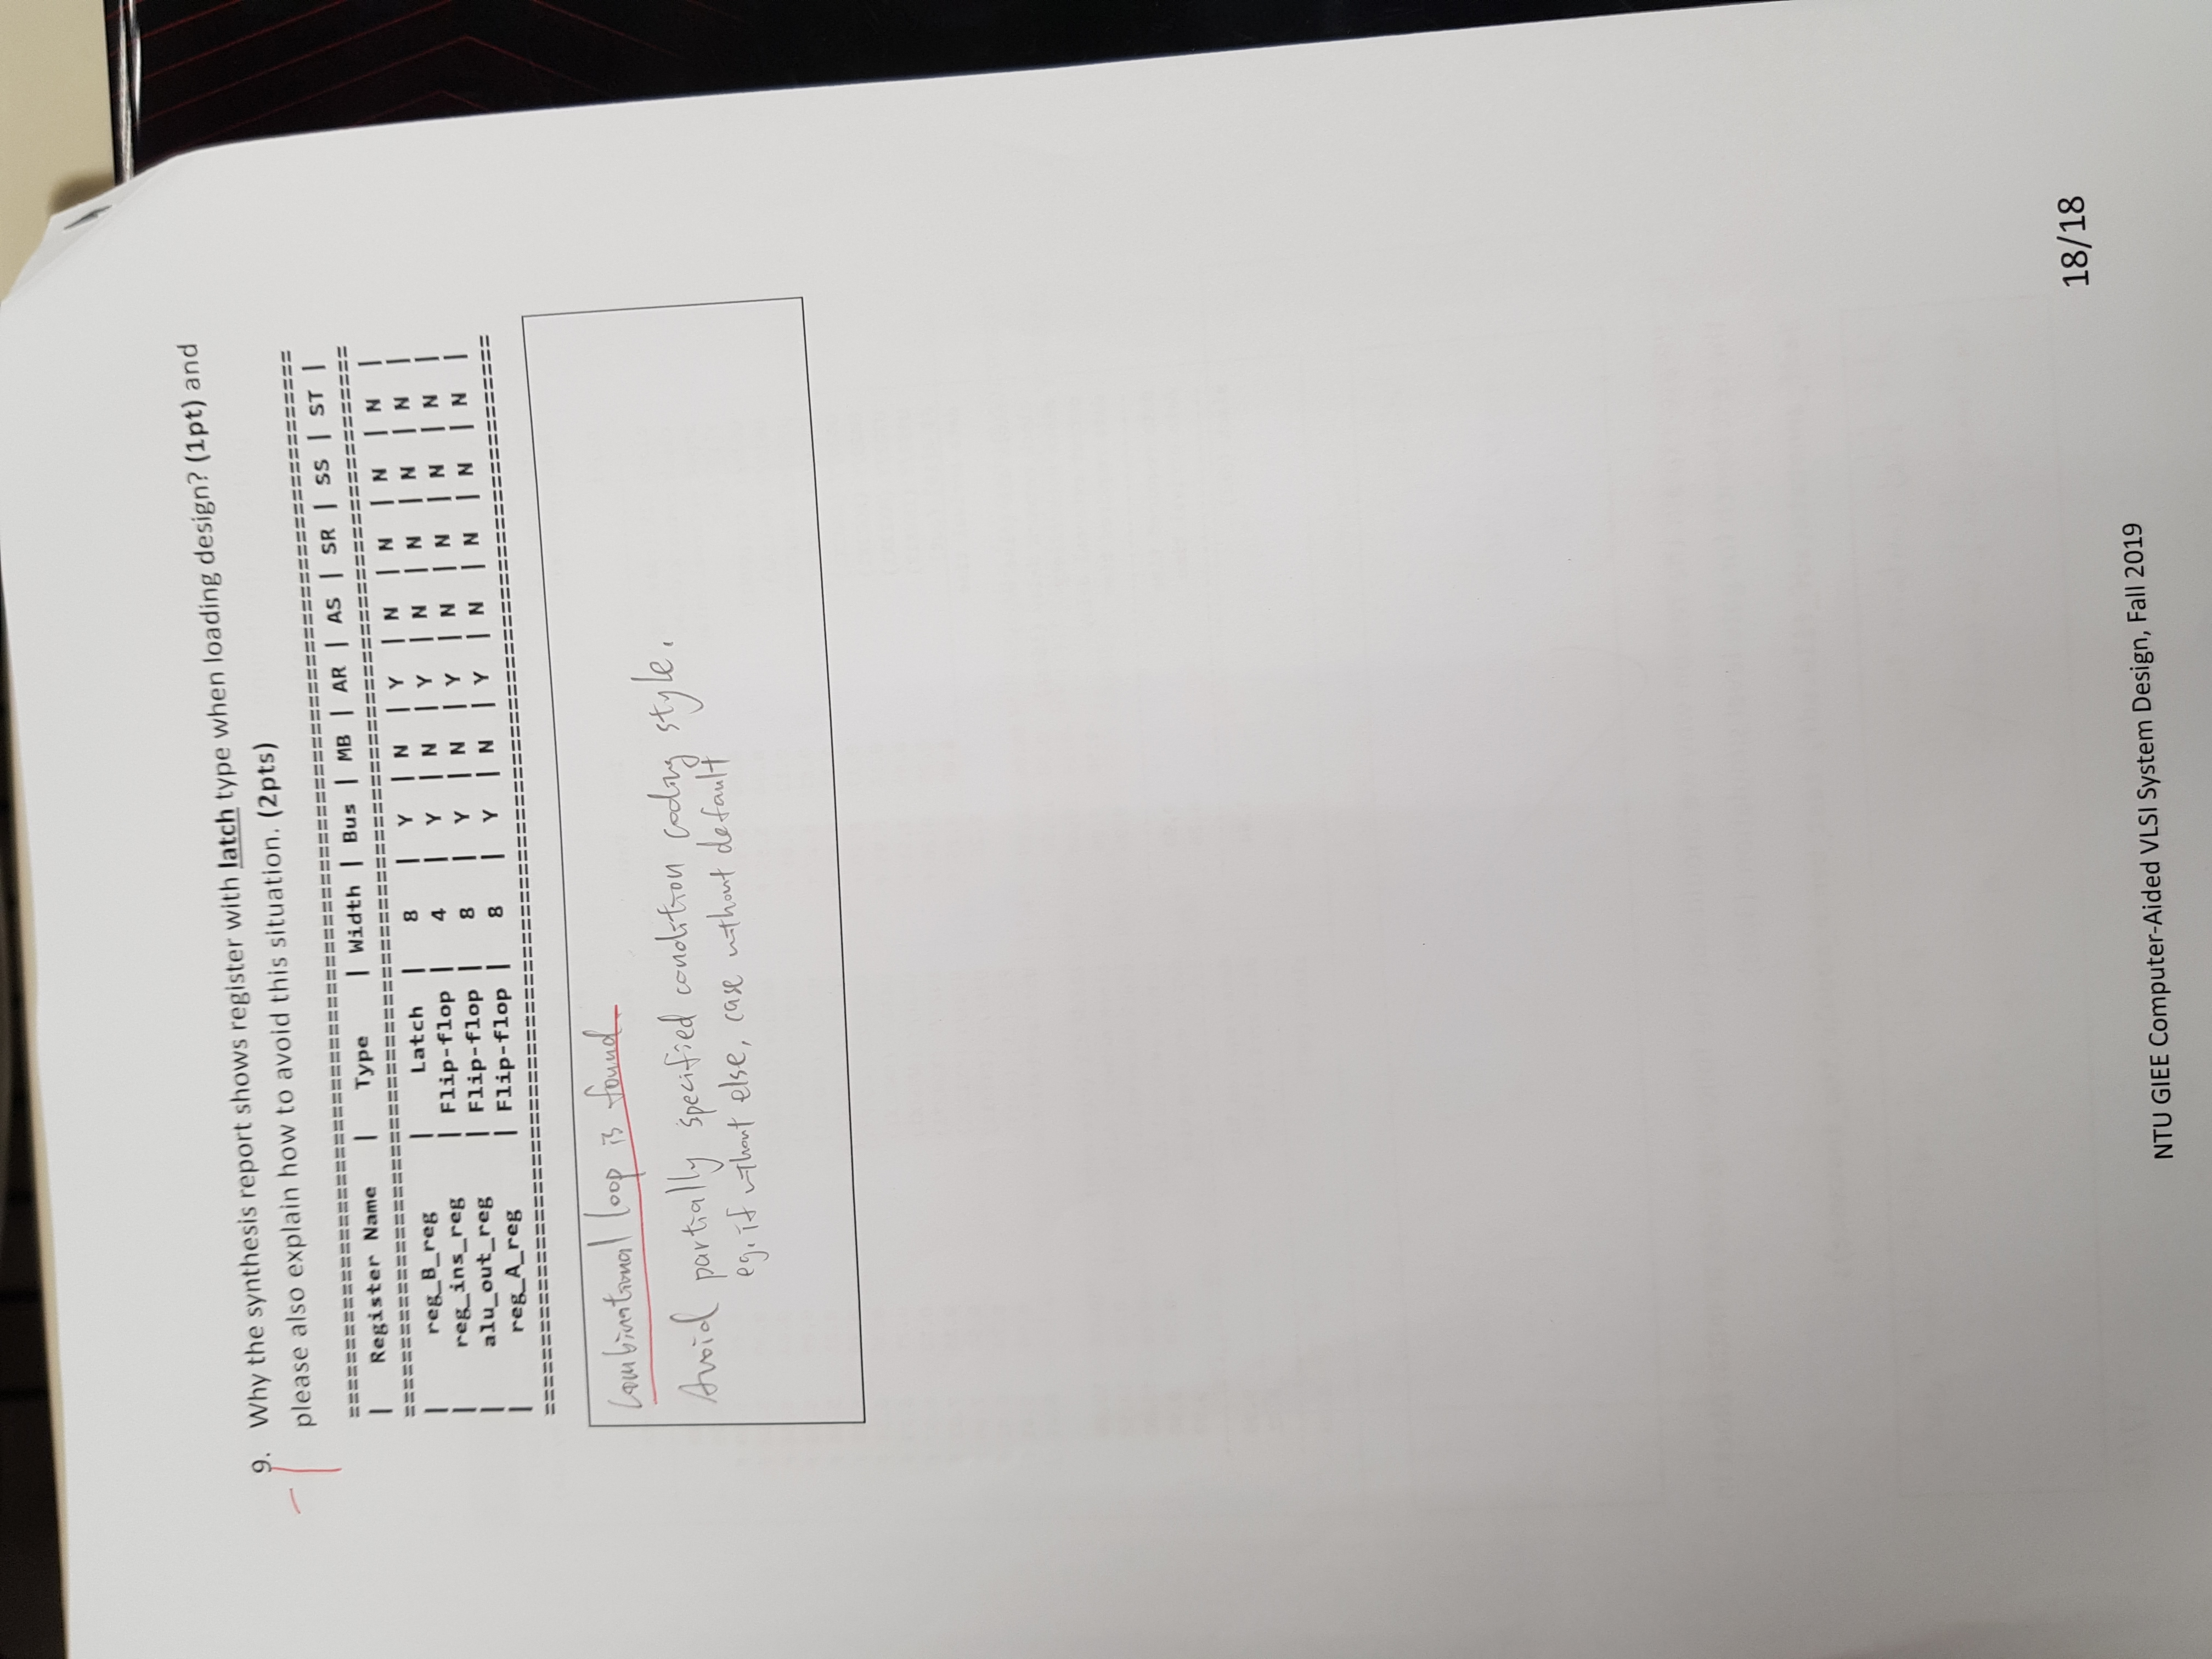 9. Why the synthesis report shows register with latch type when loading design? (1pt) and
please also explain how to avoid this situation. (2pts)
-1
===============================================================================
| Register Name | Type | Width | Bus | MB | AR | AS | SR | SS | ST |
===============================================================================
| reg_B_reg | Latch | 8 | Y | N | Y | N | N | N | N |
| reg_ins_reg | Flip-flop | 4 | Y | N | Y | N | N | N | N |
| alu_out_reg | Flip-flop | 8 | Y | N | Y | N | N | N | N |
| reg_A_reg | Flip-flop | 8 | Y | N | Y | N | N | N | N |
===============================================================================
Combinational loop is found.
Avoid partially specified condition coding style.
eg. if without else, case without default
18/18
NTU GIEE Computer-Aided VLSI System Design, Fall 2019